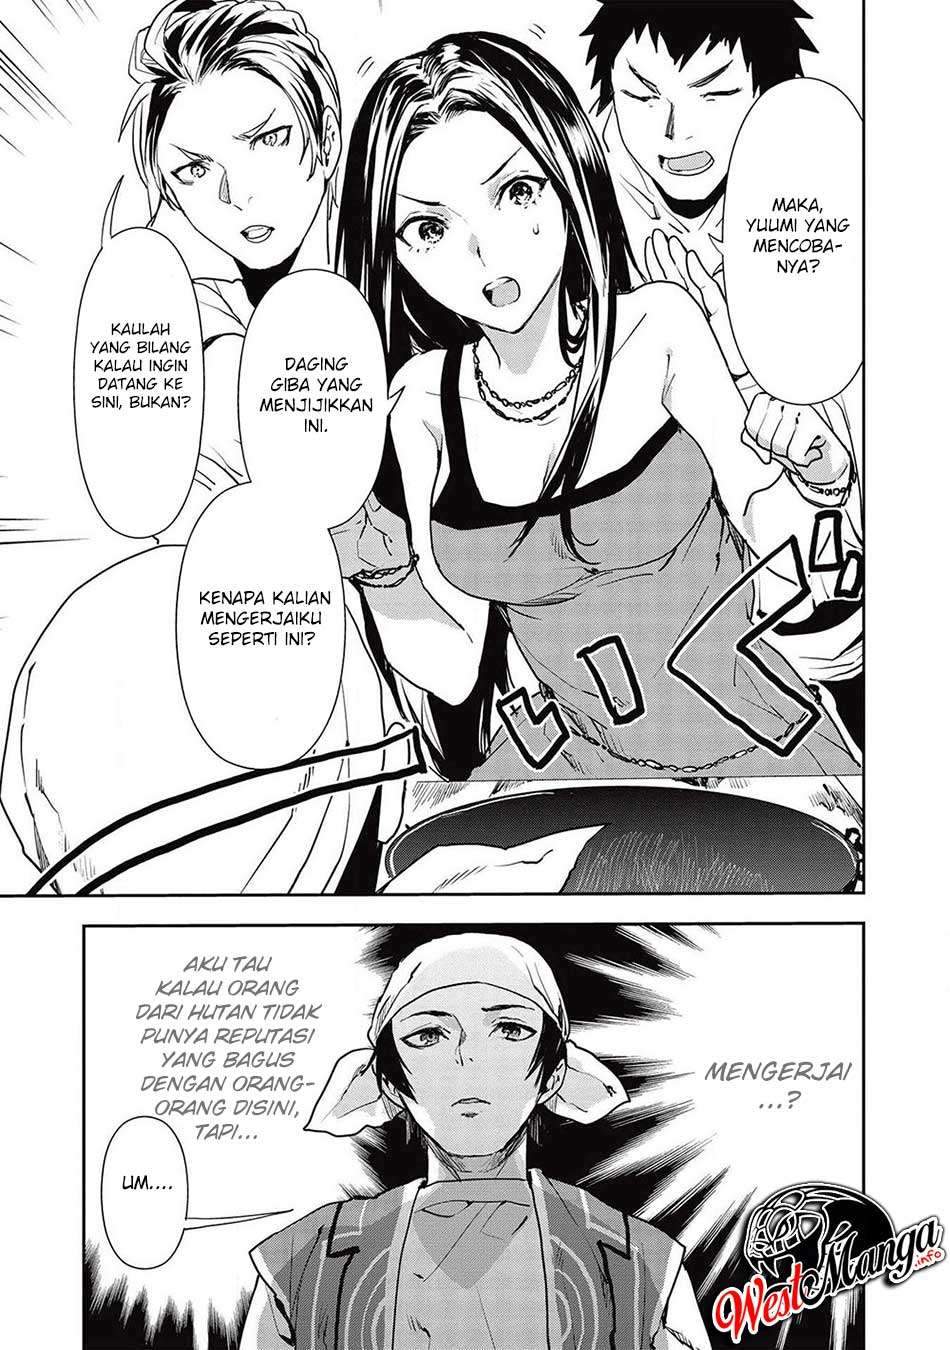 MAKA,
YUUMI YANG
MENCOBA-
NYA?
DAGING
GIBA YANG
MENJIJIKKAN
INI.
KENAPA KALIAN
MENGERJAIKU
SEPERTI INI?
KAULAH
YANG BILANG
KALAU INGIN
DATANG KE
SINI, BUKAN?
MENGERJAI
...?
AKU TAU
KALAU ORANG
DARI HUTAN TIDAK
PUNYA REPUTASI
YANG BAGUS
DENGAN ORANG-
ORANG DISINI,
TAPI...
UM....
WestManga
.info